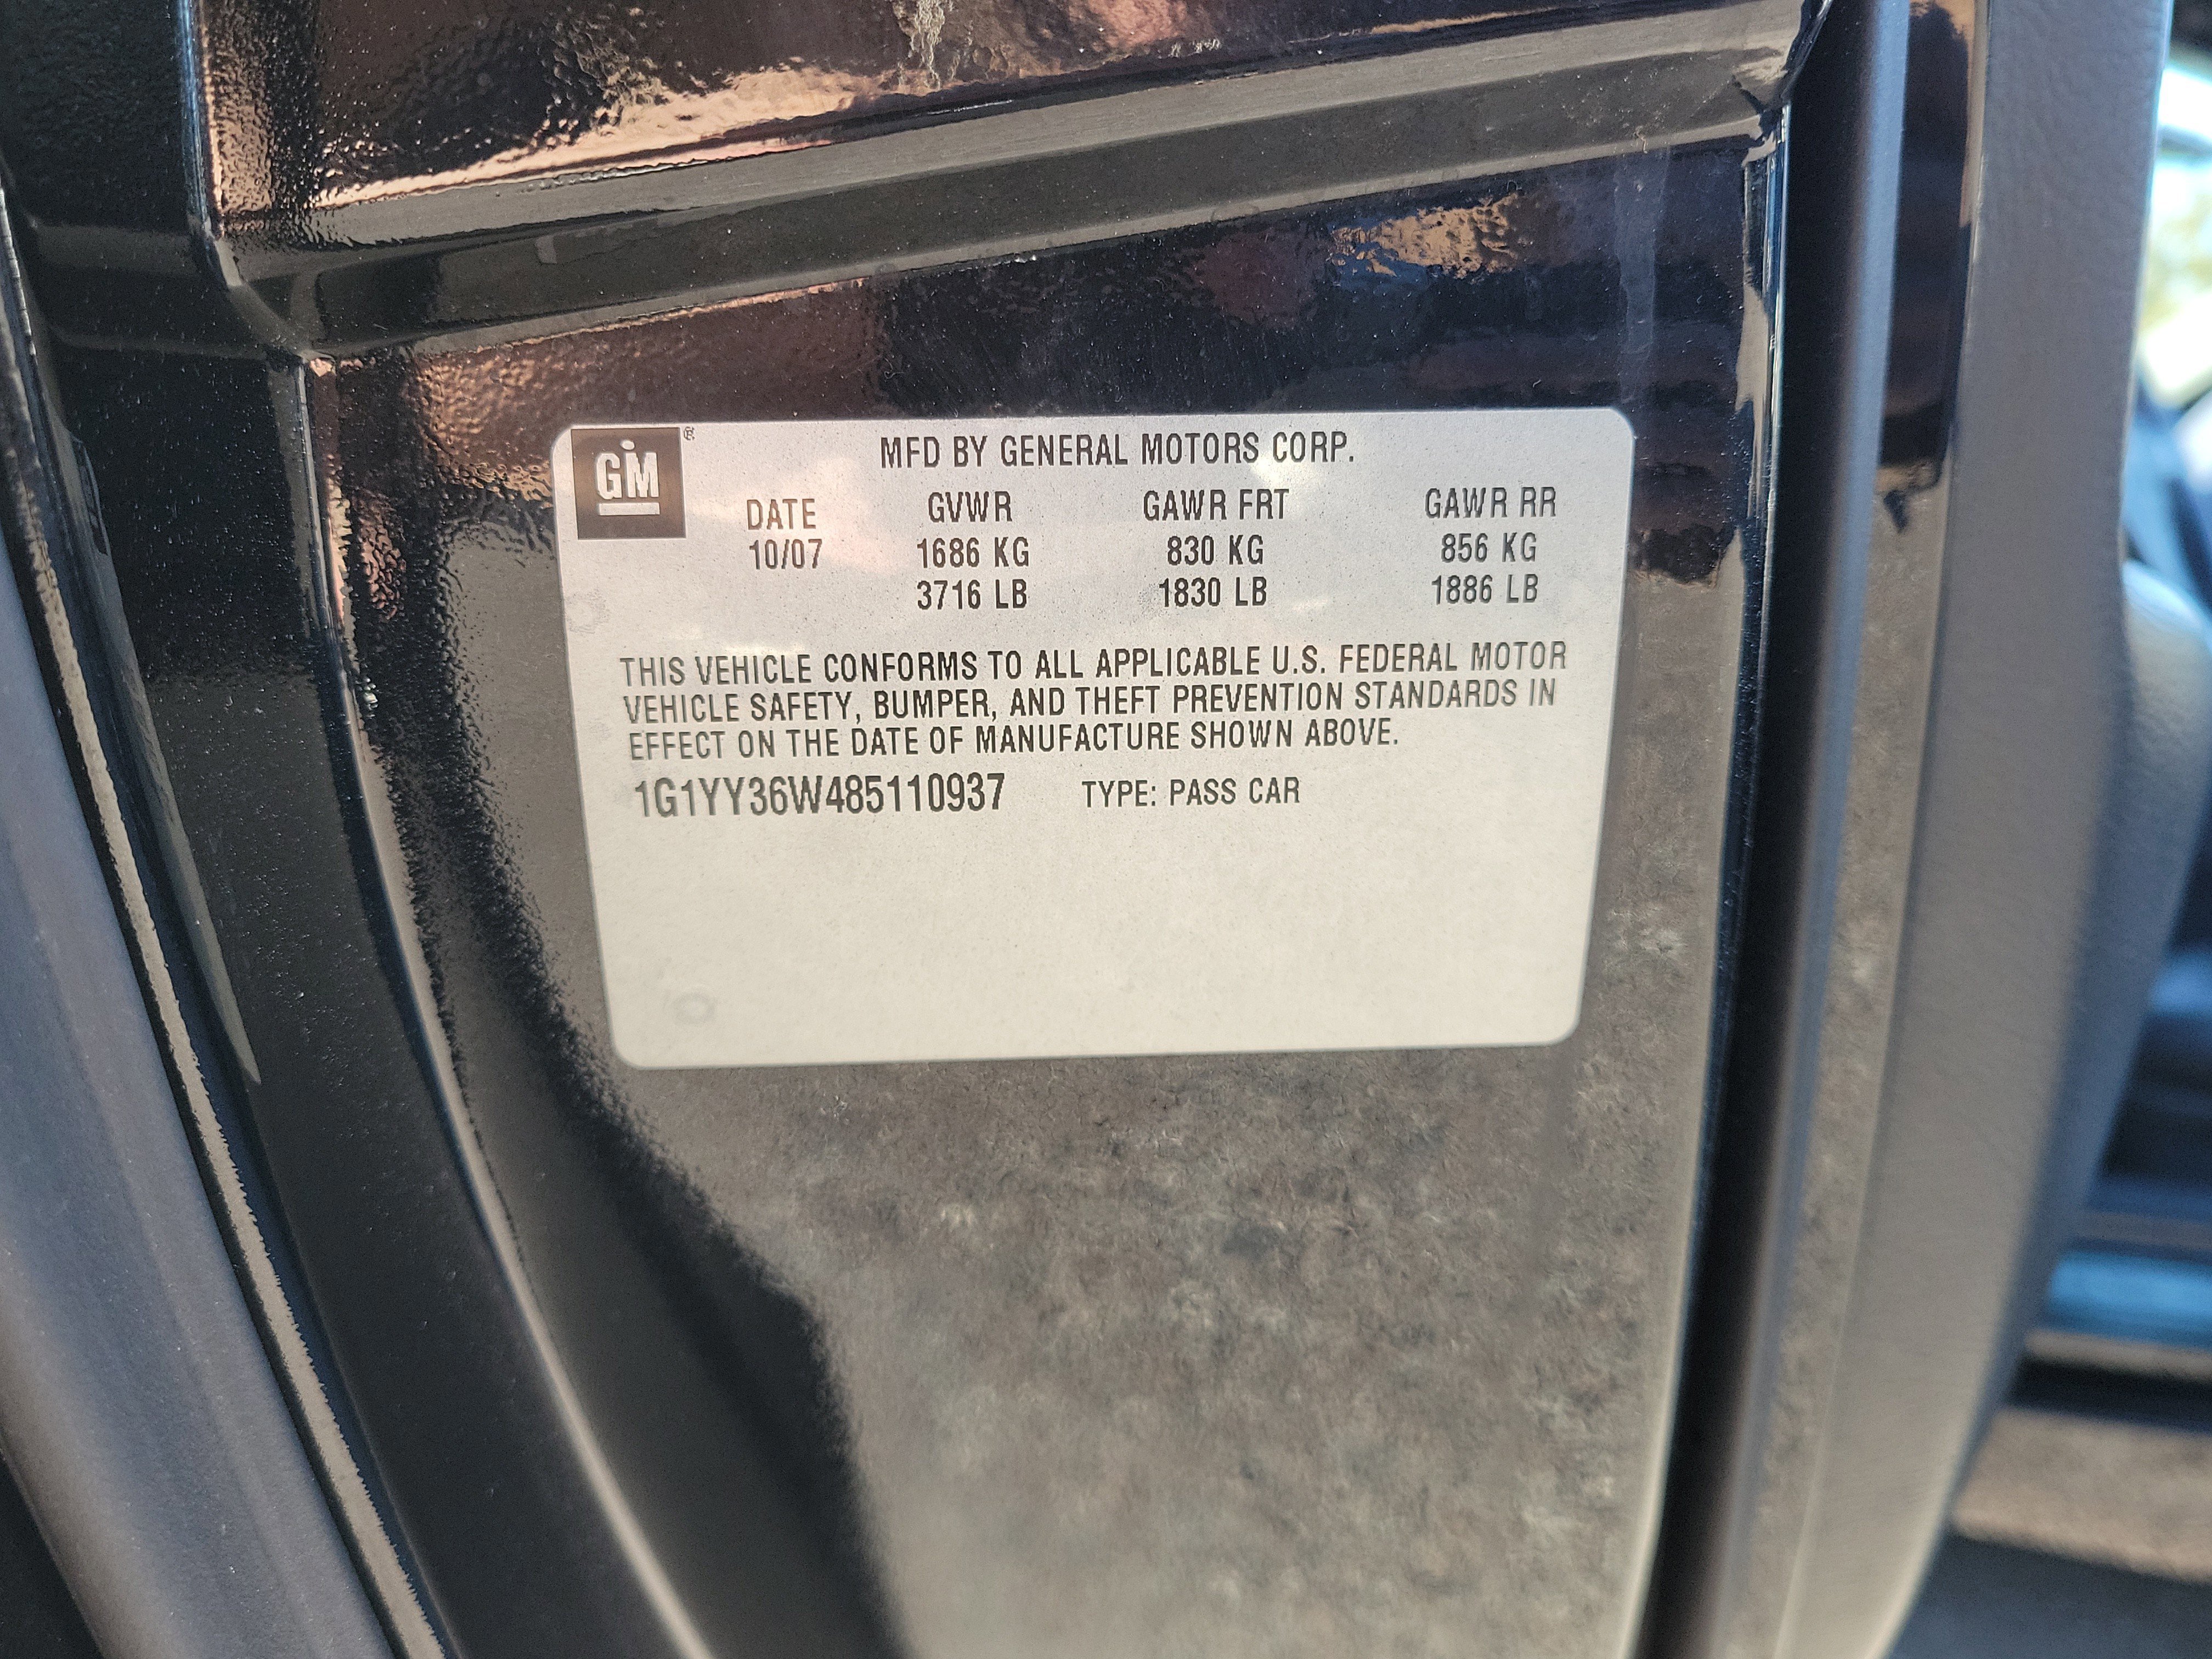 GM ®
MFD BY GENERAL MOTORS CORP.
DATE GVWR GAWR FRT GAWR RR
10/07 1686 KG 830 KG 856 KG
3716 LB 1830 LB 1886 LB
THIS VEHICLE CONFORMS TO ALL APPLICABLE U.S. FEDERAL MOTOR
VEHICLE SAFETY, BUMPER, AND THEFT PREVENTION STANDARDS IN
EFFECT ON THE DATE OF MANUFACTURE SHOWN ABOVE.
1G1YY36W485110937 TYPE: PASS CAR